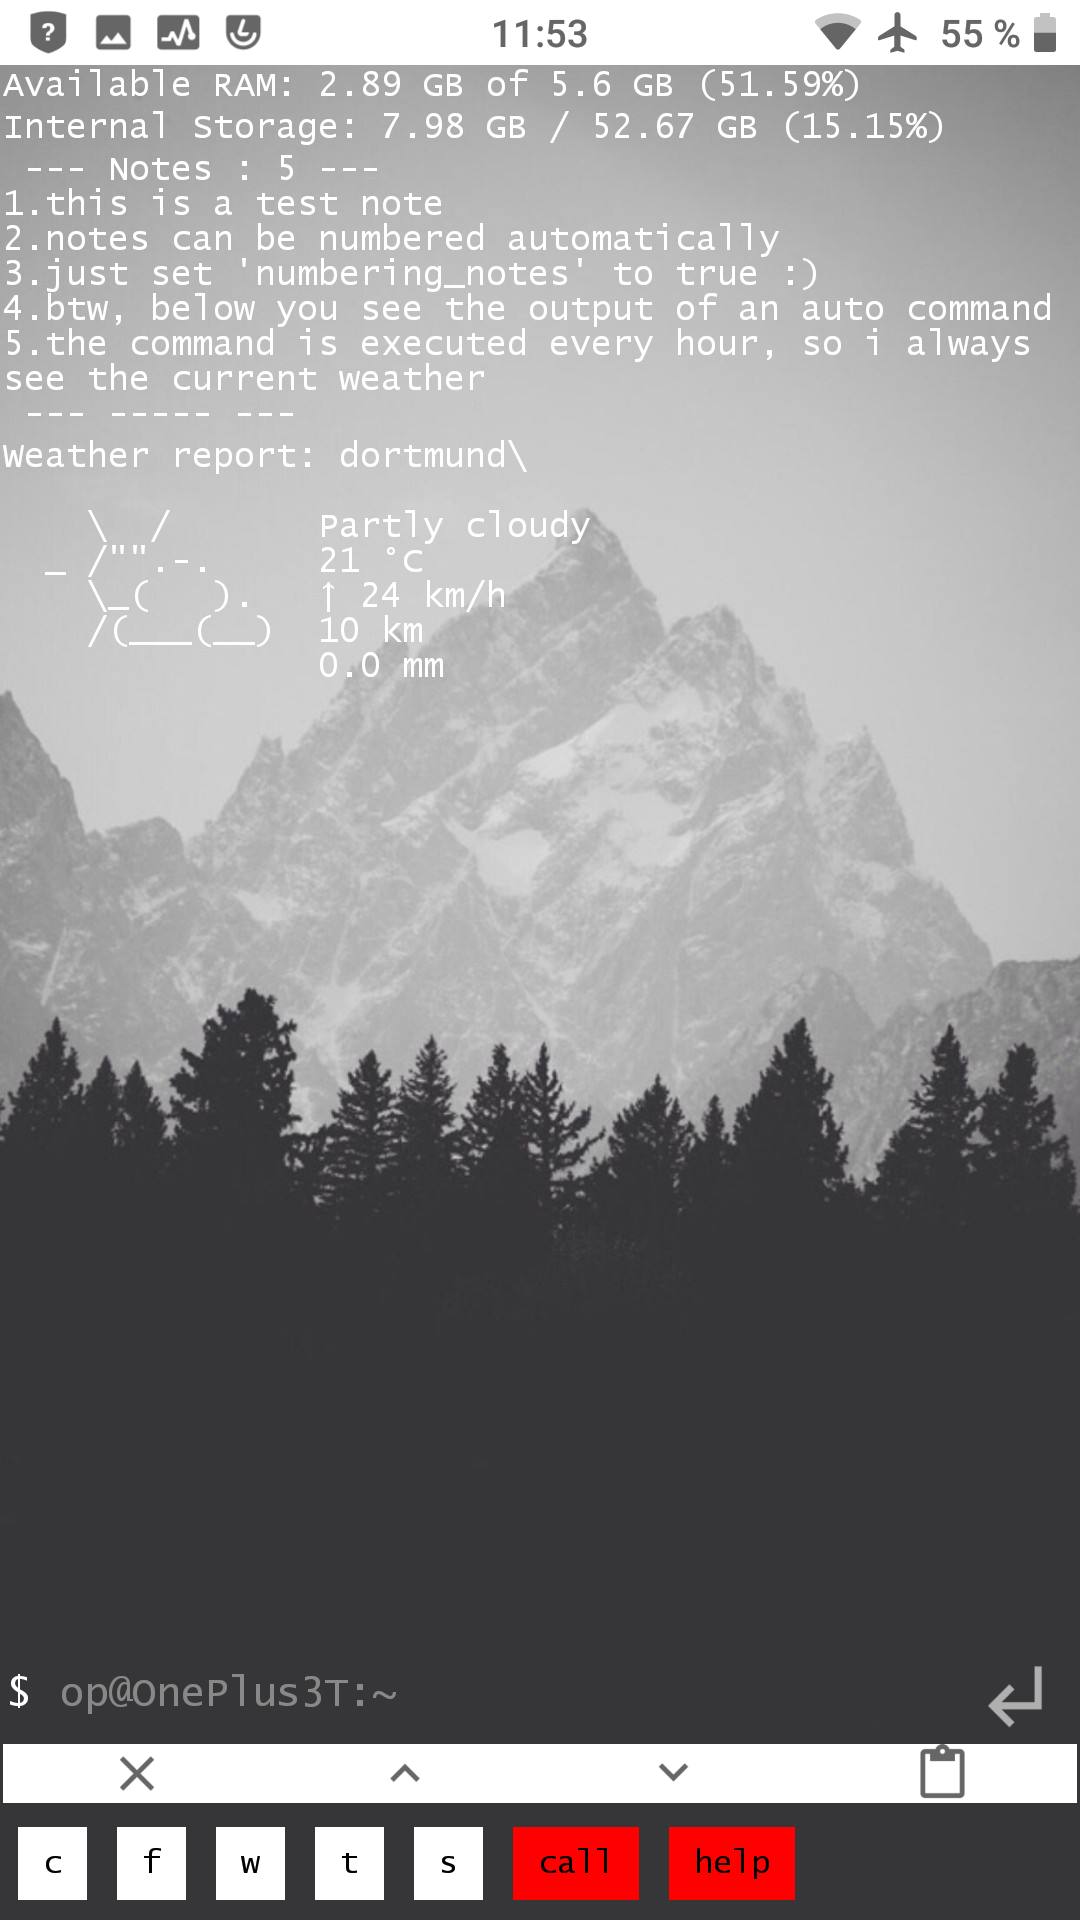 11:53 55 %
Available RAM: 2.89 GB of 5.6 GB (51.59%)
Internal Storage: 7.98 GB / 52.67 GB (15.15%)
--- Notes : 5 ---
1.this is a test note
2.notes can be numbered automatically
3.just set 'numbering_notes' to true :)
4.btw, below you see the output of an auto command
5.the command is executed every hour, so i always
see the current weather
--- ----- ---
Weather report: dortmund\
    \  /       Partly cloudy
  _ /"".-.     21 °C
    \_(   ).   ↑ 24 km/h
    /(___(__)  10 km
               0.0 mm
$ op@OnePlus3T:~
c f w t s call help